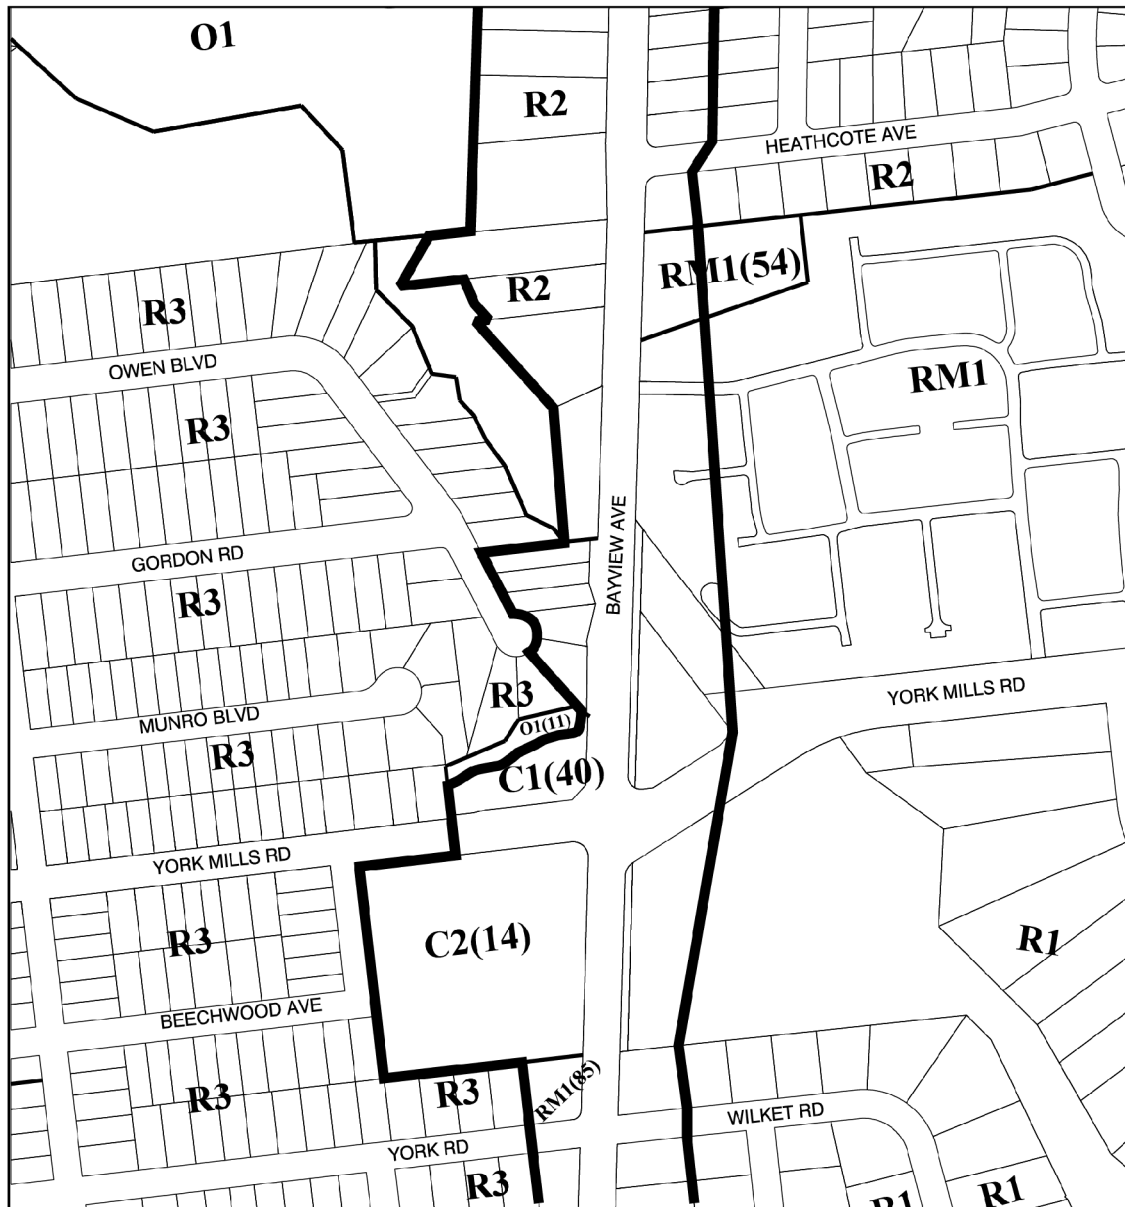 O1
R2
HEATHCOTE AVE
R2
RM1(54)
R2
R3
OWEN BLVD
RM1
R3
BAYVIEW AVE
GORDON RD
R3
YORK MILLS RD
R3
MUNRO BLVD
O1(11)
R3
C1(40)
YORK MILLS RD
C2(14)
R3
R1
BEECHWOOD AVE
R3
R3
RM1(85)
WILKET RD
YORK RD
R3
R1
R1